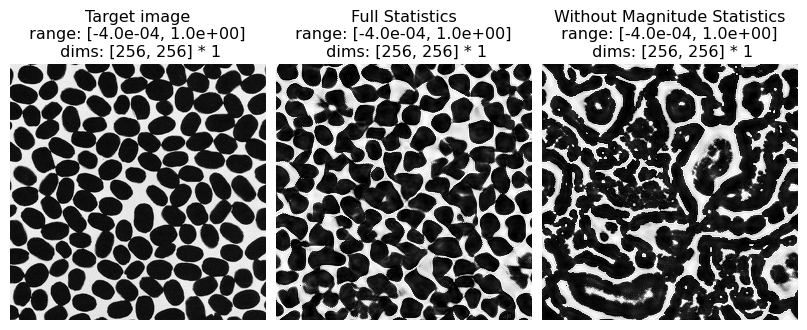 Target image
range: [-4.0e-04, 1.0e+00]
dims: [256, 256] * 1
Full Statistics
range: [-4.0e-04, 1.0e+00]
dims: [256, 256] * 1
Without Magnitude Statistics
range: [-4.0e-04, 1.0e+00]
dims: [256, 256] * 1